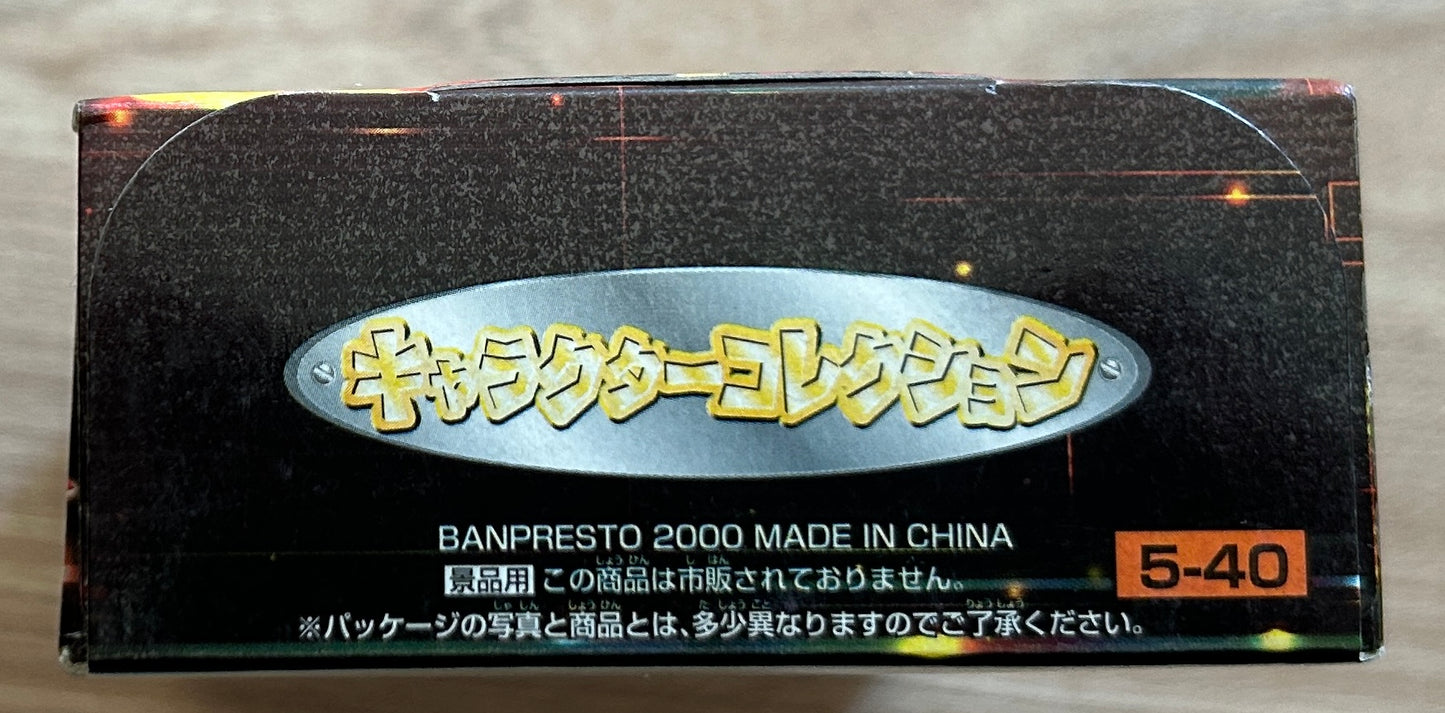 キャラクターコレクション
BANPRESTO 2000 MADE IN CHINA
5-40
景品用 この商品は市販されておりません。
※パッケージの写真と商品とは、多少異なりますのでご了承ください。